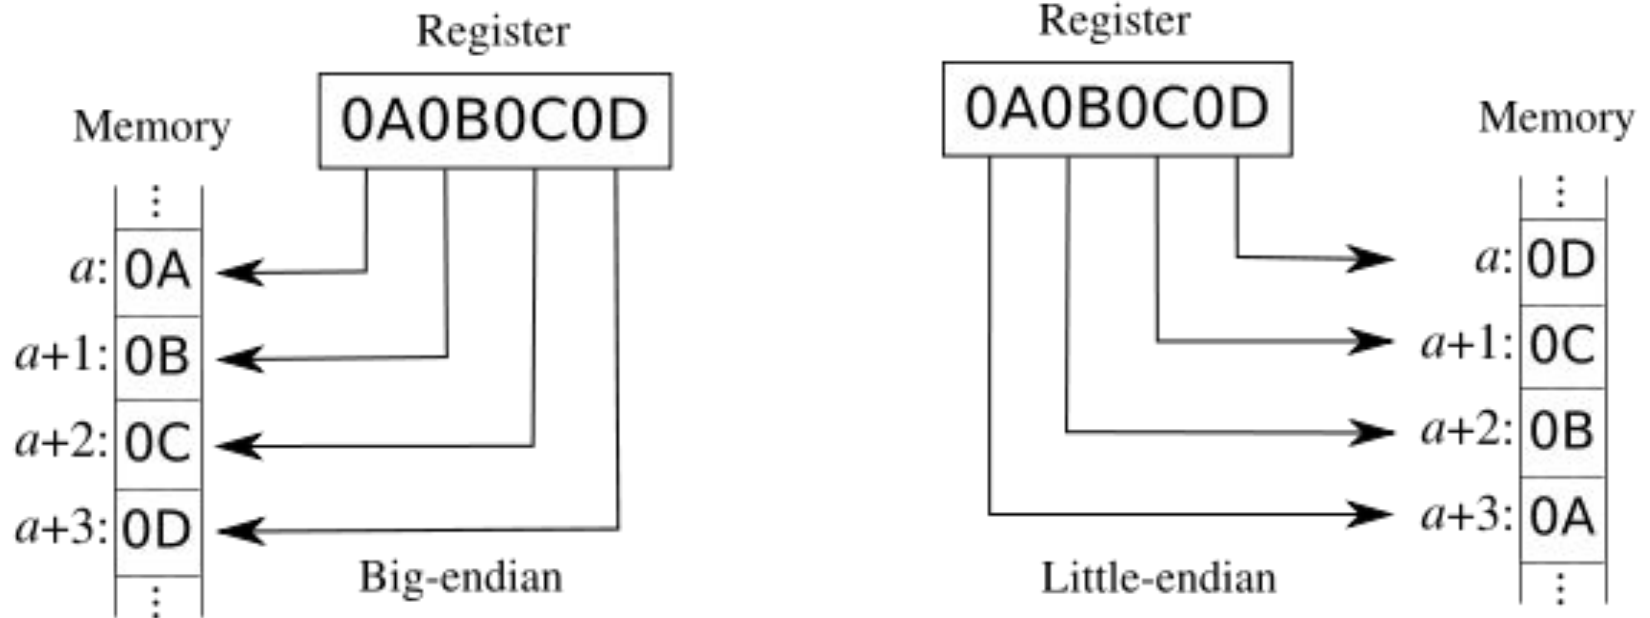 Register
0A0B0C0D
Memory
⋮
a: 0A
a+1: 0B
a+2: 0C
a+3: 0D
⋮
Big-endian
Register
0A0B0C0D
Memory
⋮
a: 0D
a+1: 0C
a+2: 0B
a+3: 0A
⋮
Little-endian